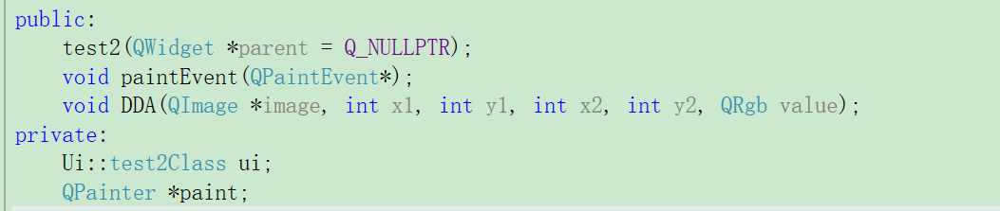 public:
test2(QWidget *parent = Q_NULLPTR);
void paintEvent(QPaintEvent*);
void DDA(QImage *image, int x1, int y1, int x2, int y2, QRgb value);
private:
Ui::test2Class ui;
QPainter *paint;